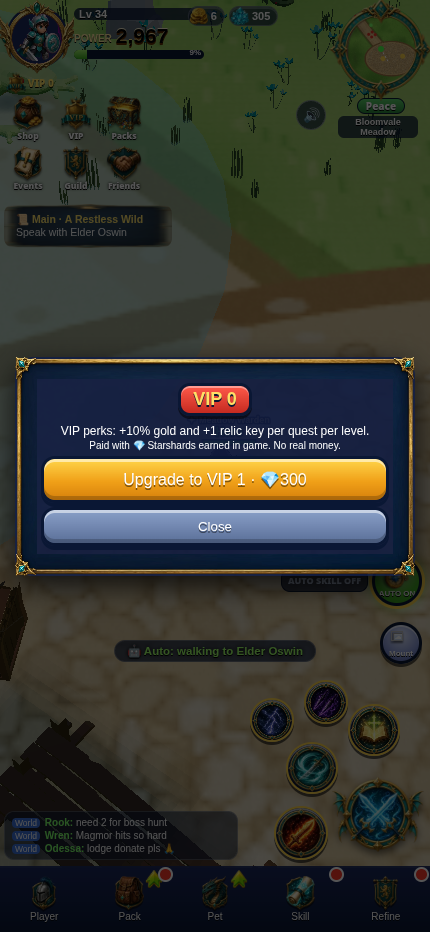 Lv 34
6
305
POWER 2,967
9%
VIP 0
Shop
VIP
Packs
Events
Guild
Friends
Peace
Bloomvale
Meadow
📜 Main · A Restless Wild
Speak with Elder Oswin
VIP 0
VIP perks: +10% gold and +1 relic key per quest per level.
Paid with 💎 Starshards earned in game. No real money.
Upgrade to VIP 1 · 💎300
Close
AUTO SKILL OFF
AUTO ON
🤖 Auto: walking to Elder Oswin
Mount
World Rook: need 2 for boss hunt
World Wren: Magmor hits so hard
World Odessa: lodge donate pls 🙏
Player
Pack
Pet
Skill
Refine